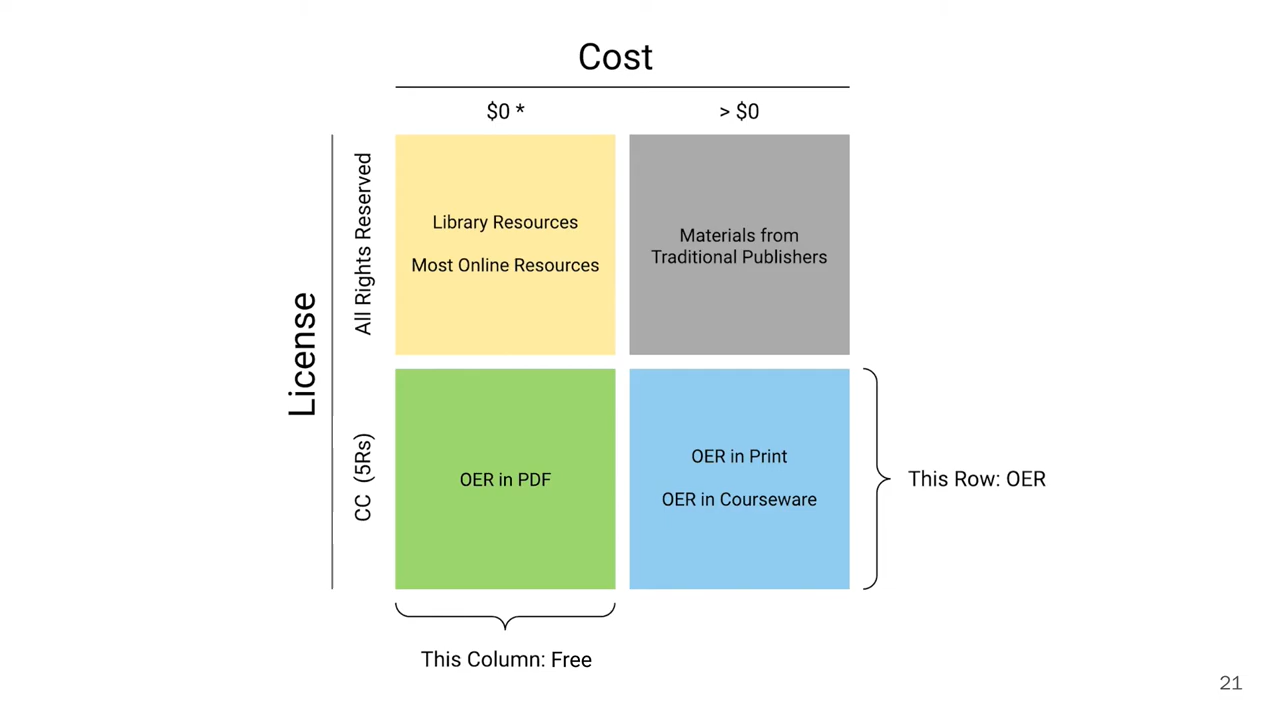 Cost
$0 *
> $0
License
All Rights Reserved
Library Resources
Most Online Resources
Materials from
Traditional Publishers
CC (5Rs)
OER in PDF
OER in Print
OER in Courseware
This Row: OER
This Column: Free
21